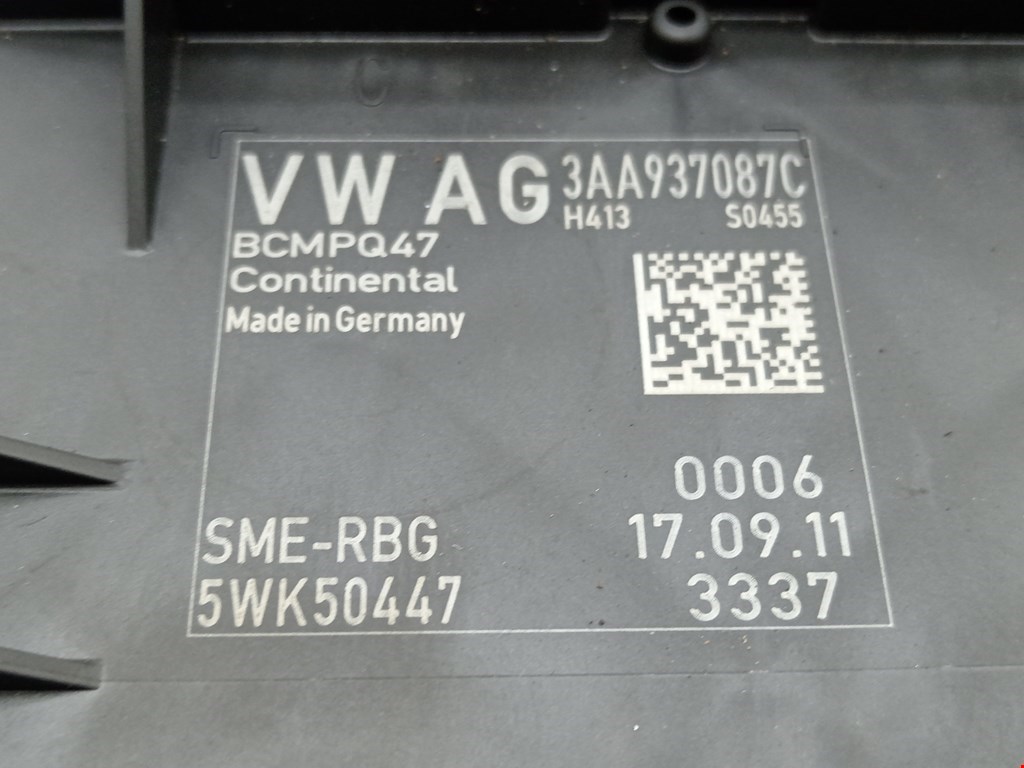 C
VW AG 3AA937087C
H413 S0455
BCMPQ47
Continental
Made in Germany
0006
SME-RBG 17.09.11
5WK50447 3337